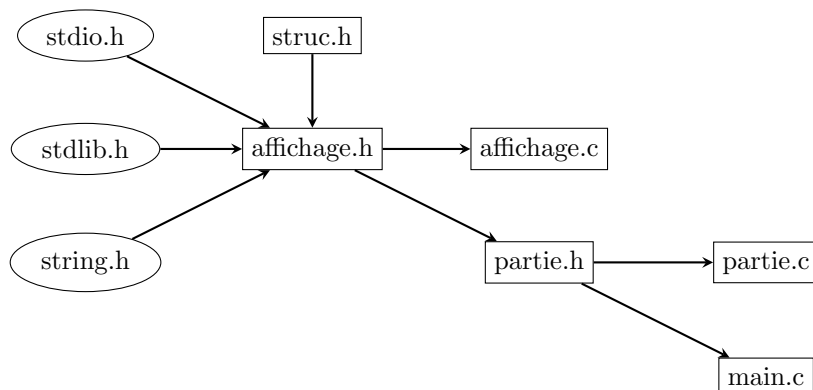 stdio.h
struc.h
stdlib.h
affichage.h
affichage.c
string.h
partie.h
partie.c
main.c